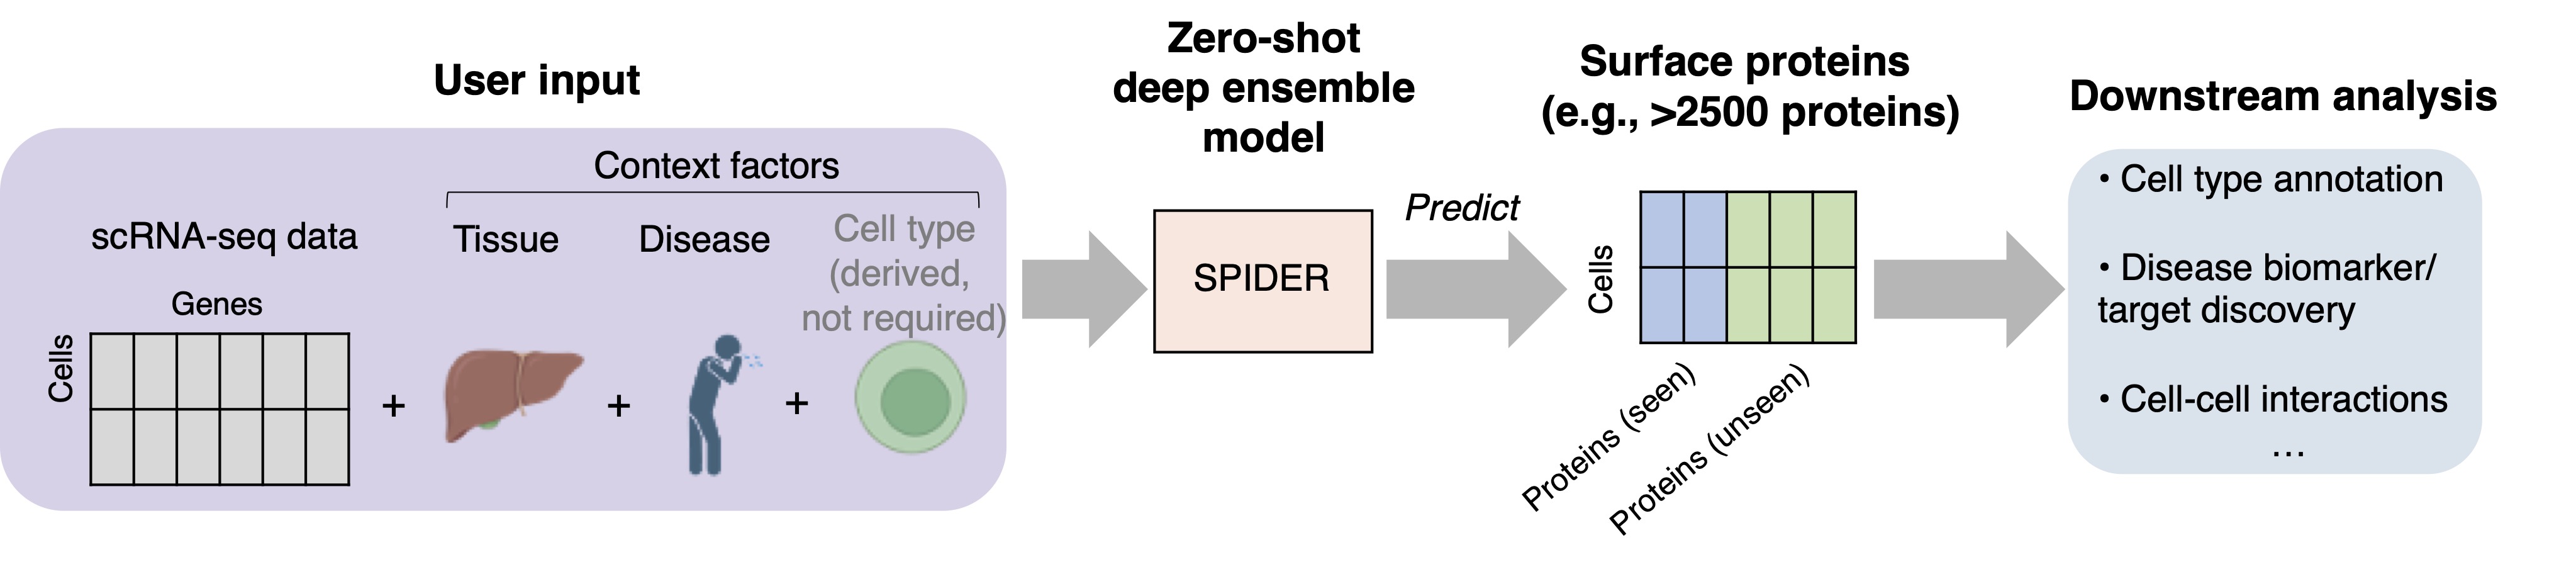 User input
Context factors
scRNA-seq data
Tissue
Disease
Cell type
(derived,
not required)
Genes
Cells
+
+
+
Zero-shot
deep ensemble
model
SPIDER
Predict
Surface proteins
(e.g., >2500 proteins)
Cells
Proteins (seen)
Proteins (unseen)
Downstream analysis
• Cell type annotation
• Disease biomarker/
target discovery
• Cell-cell interactions
...